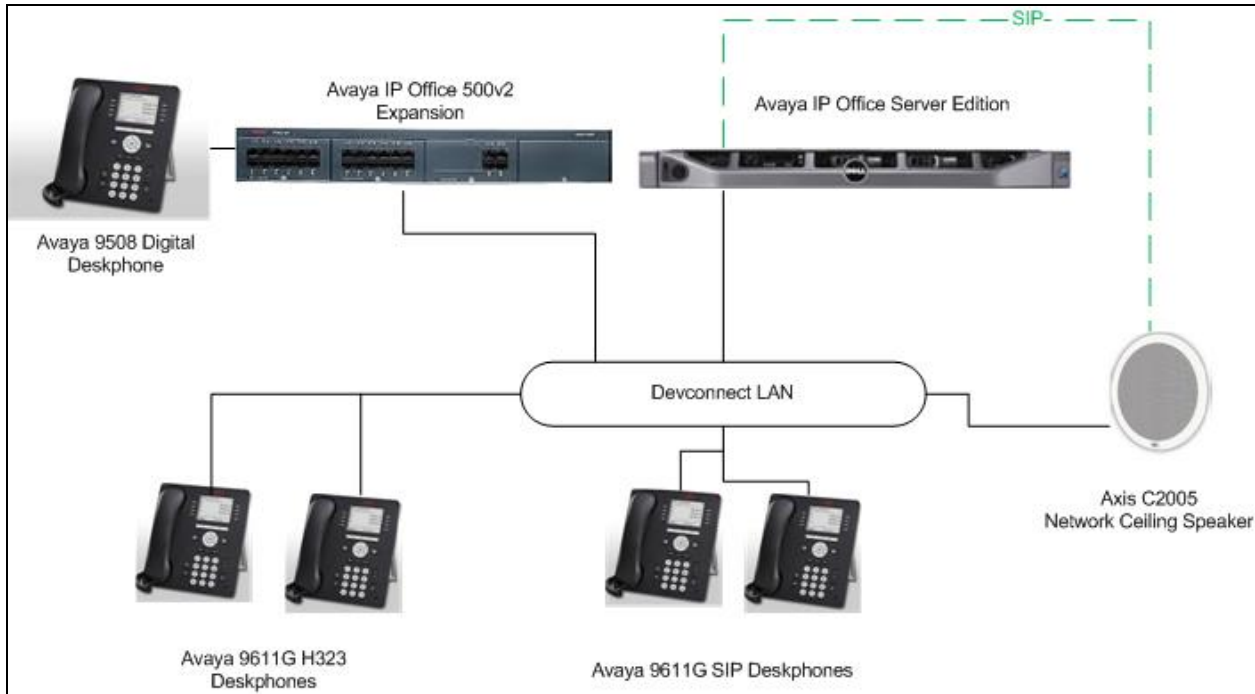 SIP
Avaya IP Office 500v2
Expansion
Avaya IP Office Server Edition
DELL
Avaya 9508 Digital
Deskphone
Devconnect LAN
Axis C2005
Network Ceiling Speaker
Avaya 9611G H323
Deskphones
Avaya 9611G SIP Deskphones